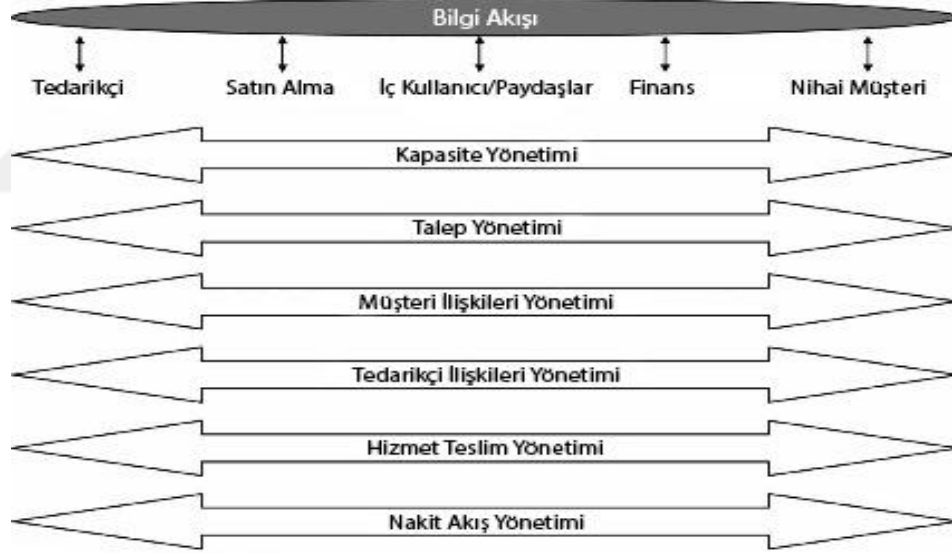 Bilgi Akışı
Tedarikçi Satın Alma İç Kullanıcı/Paydaşlar Finans Nihai Müşteri
Kapasite Yönetimi
Talep Yönetimi
Müşteri İlişkileri Yönetimi
Tedarikçi İlişkileri Yönetimi
Hizmet Teslim Yönetimi
Nakit Akış Yönetimi